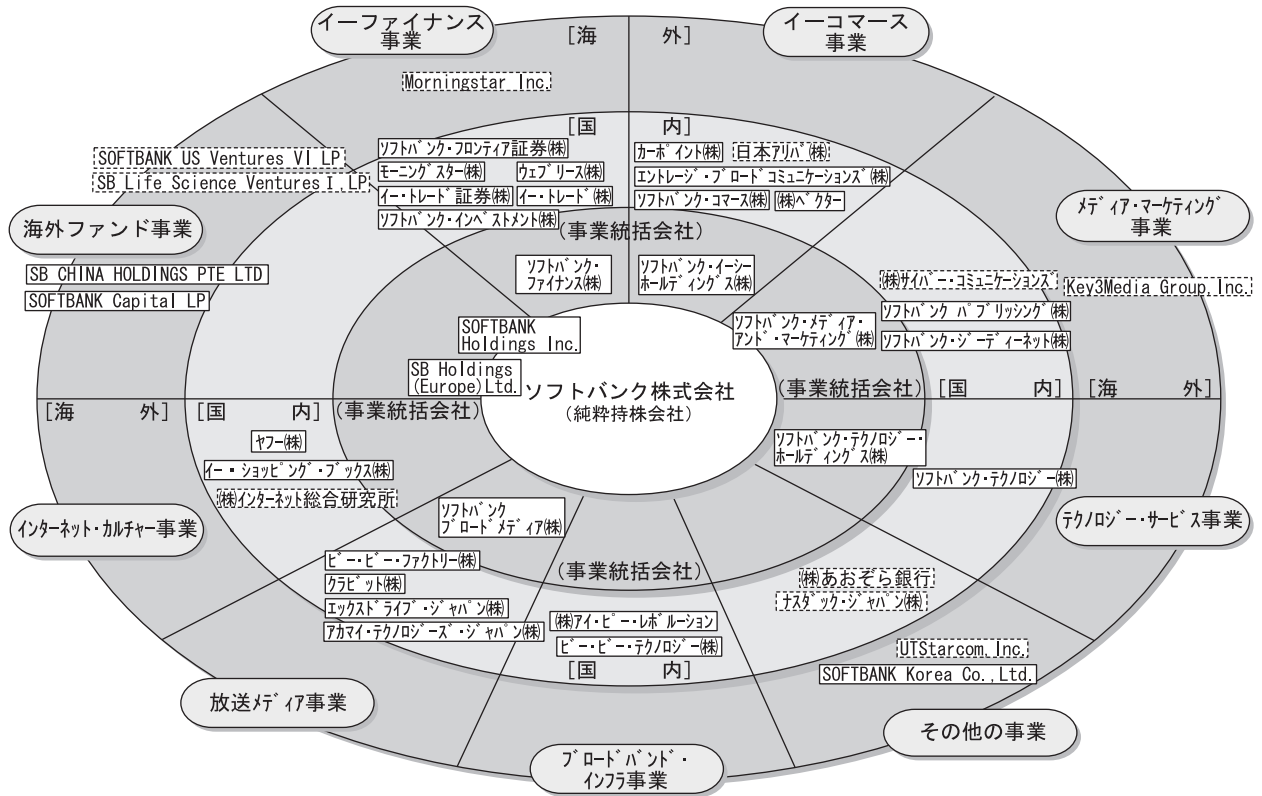 イーファイナンス
事業
[海 外]
イーコマース
事業
Morningstar Inc.
[国 内]
SOFTBANK US Ventures VI LP
SB Life Science Ventures I, LP
ソフトバンク・フロンティア証券㈱
モーニングスター㈱
ウェブリース㈱
イー・トレード証券㈱
イー・トレード㈱
ソフトバンク・インベストメント㈱
カーポイント㈱
日本アリバ㈱
エントレージ・ブロードコミュニケーションズ㈱
ソフトバンク・コマース㈱
㈱ベクター
海外ファンド事業
メディア・マーケティング
事業
(事業統括会社)
SB CHINA HOLDINGS PTE LTD
SOFTBANK Capital LP
ソフトバンク・
ファイナンス㈱
ソフトバンク・イーシー
ホールディングス㈱
㈱サイバー・コミュニケーションズ
Key3Media Group, Inc.
ソフトバンク パブリッシング㈱
ソフトバンク・ジーディーネット㈱
SOFTBANK
Holdings Inc.
ソフトバンク・メディア・
アンド・マーケティング㈱
SB Holdings
(Europe)Ltd.
ソフトバンク株式会社
(純粋持株会社)
[海 外]
[国 内]
(事業統括会社)
(事業統括会社)
[国 内]
[海 外]
ヤフー㈱
イー・ショッピング・ブックス㈱
㈱インターネット総合研究所
ソフトバンク・テクノロジー・
ホールディングス㈱
ソフトバンク・テクノロジー㈱
インターネット・カルチャー事業
テクノロジー・サービス事業
ソフトバンク
ブロードメディア㈱
(事業統括会社)
ビー・ビー・ファクトリー㈱
クラビット㈱
エックスドライブ・ジャパン㈱
アカマイ・テクノロジーズ・ジャパン㈱
㈱アイ・ピー・レボルーション
ビー・ビー・テクノロジー㈱
[国 内]
㈱あおぞら銀行
ナスダック・ジャパン㈱
UTStarcom, Inc.
SOFTBANK Korea Co., Ltd.
放送メディア事業
その他の事業
ブロードバンド・
インフラ事業